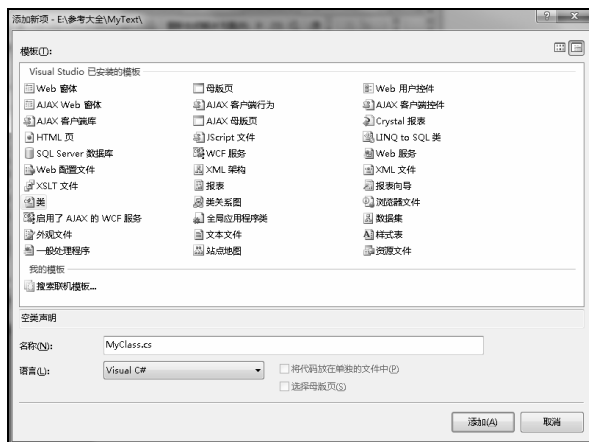 添加新项 - E:\参考大全\MyText\
模板(T):
Visual Studio 已安装的模板
Web 窗体 母版页 Web 用户控件
AJAX Web 窗体 AJAX 客户端行为 AJAX 客户端控件
AJAX 客户端库 AJAX 母版页 Crystal 报表
HTML 页 JScript 文件 LINQ to SQL 类
SQL Server 数据库 WCF 服务 Web 服务
Web 配置文件 XML 架构 XML 文件
XSLT 文件 报表 报表向导
类 类关系图 浏览器文件
启用了 AJAX 的 WCF 服务 全局应用程序类 数据集
外观文件 文本文件 样式表
一般处理程序 站点地图 资源文件
我的模板
搜索联机模板...
空类声明
名称(N): MyClass.cs
语言(L): Visual C# 将代码放在单独的文件中(P)
选择母版页(S)
添加(A) 取消